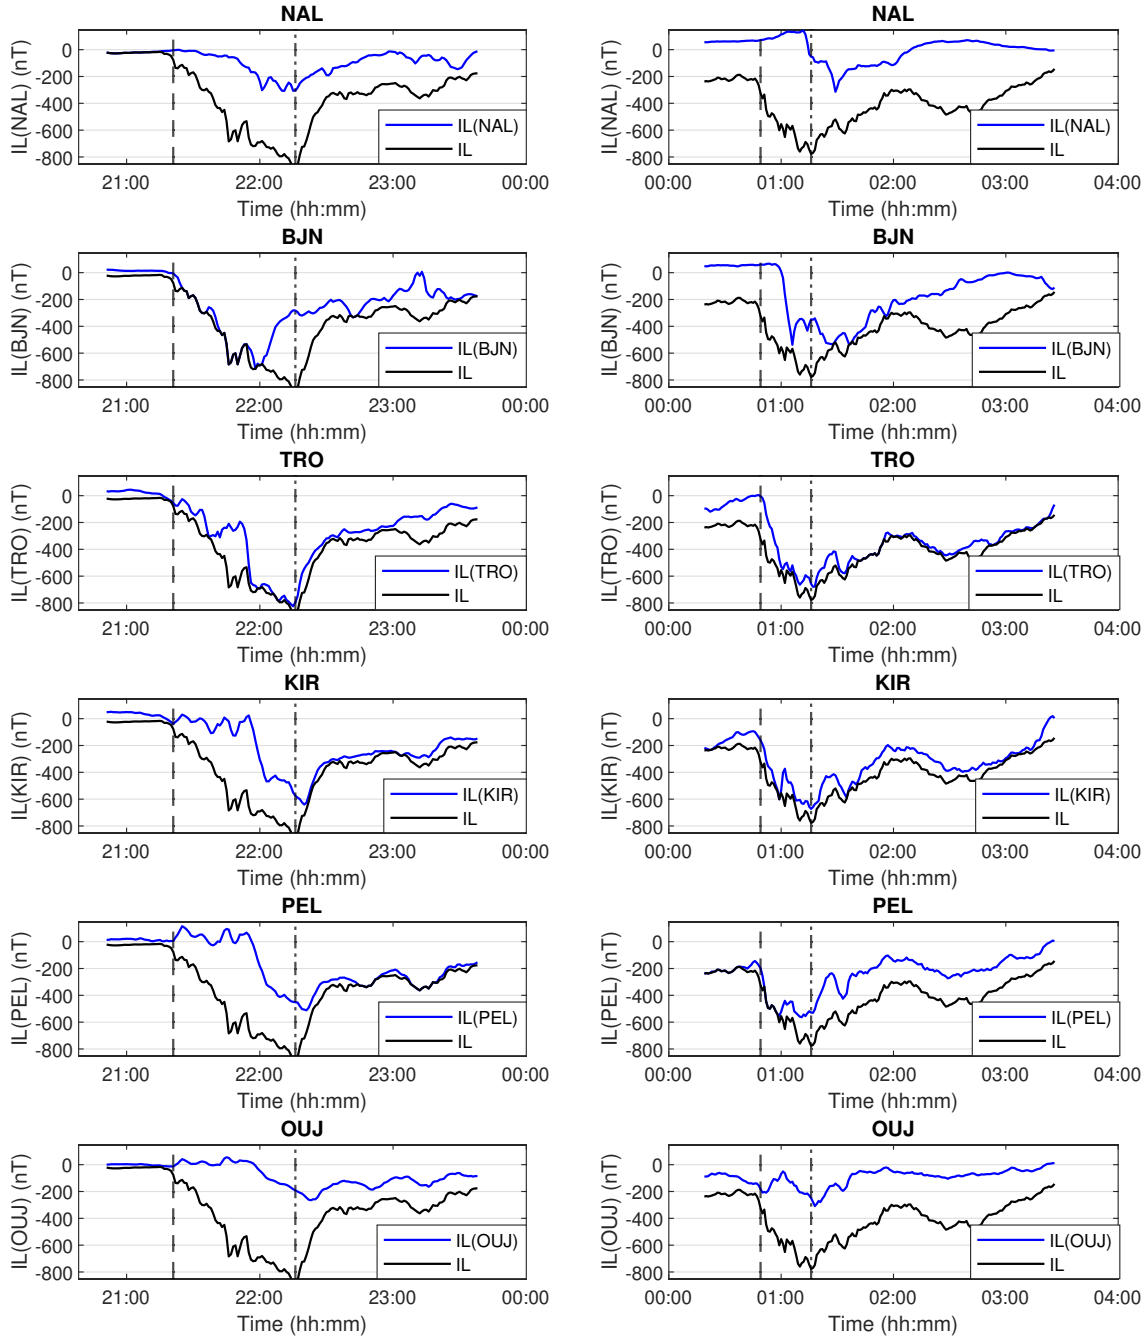 NAL
IL(NAL) (nT)
0
-200
-400
-600
-800
IL(NAL)
IL
21:00 22:00 23:00 00:00
Time (hh:mm)
NAL
IL(NAL) (nT)
0
-200
-400
-600
-800
IL(NAL)
IL
00:00 01:00 02:00 03:00 04:00
Time (hh:mm)
BJN
IL(BJN) (nT)
0
-200
-400
-600
-800
IL(BJN)
IL
21:00 22:00 23:00 00:00
Time (hh:mm)
BJN
IL(BJN) (nT)
0
-200
-400
-600
-800
IL(BJN)
IL
00:00 01:00 02:00 03:00 04:00
Time (hh:mm)
TRO
IL(TRO) (nT)
0
-200
-400
-600
-800
IL(TRO)
IL
21:00 22:00 23:00 00:00
Time (hh:mm)
TRO
IL(TRO) (nT)
0
-200
-400
-600
-800
IL(TRO)
IL
00:00 01:00 02:00 03:00 04:00
Time (hh:mm)
KIR
IL(KIR) (nT)
0
-200
-400
-600
-800
IL(KIR)
IL
21:00 22:00 23:00 00:00
Time (hh:mm)
KIR
IL(KIR) (nT)
0
-200
-400
-600
-800
IL(KIR)
IL
00:00 01:00 02:00 03:00 04:00
Time (hh:mm)
PEL
IL(PEL) (nT)
0
-200
-400
-600
-800
IL(PEL)
IL
21:00 22:00 23:00 00:00
Time (hh:mm)
PEL
IL(PEL) (nT)
0
-200
-400
-600
-800
IL(PEL)
IL
00:00 01:00 02:00 03:00 04:00
Time (hh:mm)
OUJ
IL(OUJ) (nT)
0
-200
-400
-600
-800
IL(OUJ)
IL
21:00 22:00 23:00 00:00
Time (hh:mm)
OUJ
IL(OUJ) (nT)
0
-200
-400
-600
-800
IL(OUJ)
IL
00:00 01:00 02:00 03:00 04:00
Time (hh:mm)